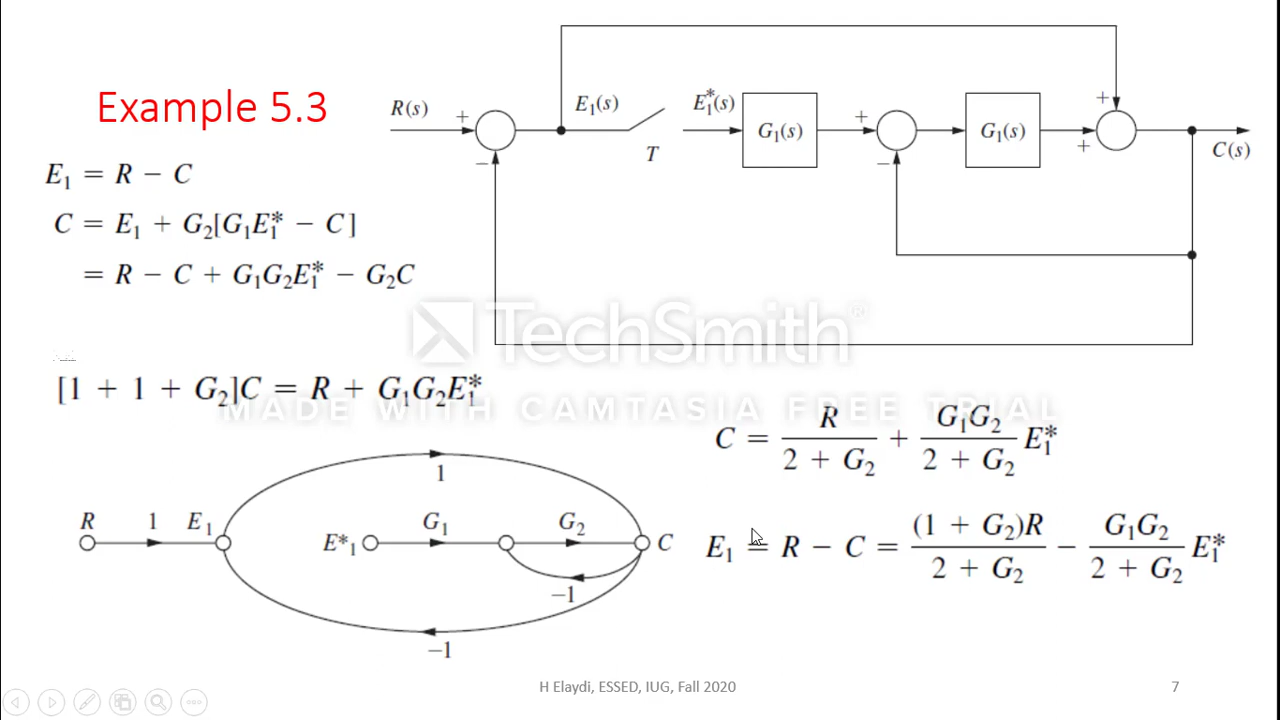 Example 5.3
R(s)
+
−
E₁(s)
T
E₁*(s)
G₁(s)
+
−
G₁(s)
+
+
C(s)
E₁ = R − C
C = E₁ + G₂[G₁E₁* − C]
= R − C + G₁G₂E₁* − G₂C
TechSmith®
MADE WITH CAMTASIA FREE TRIAL
[1 + 1 + G₂]C = R + G₁G₂E₁*
C = R / (2 + G₂) + G₁G₂ / (2 + G₂) E₁*
E₁ = R − C = (1 + G₂)R / (2 + G₂) − G₁G₂ / (2 + G₂) E₁*
1
R 1 E₁ E*₁ G₁ G₂ C
−1
−1
H Elaydi, ESSED, IUG, Fall 2020
7